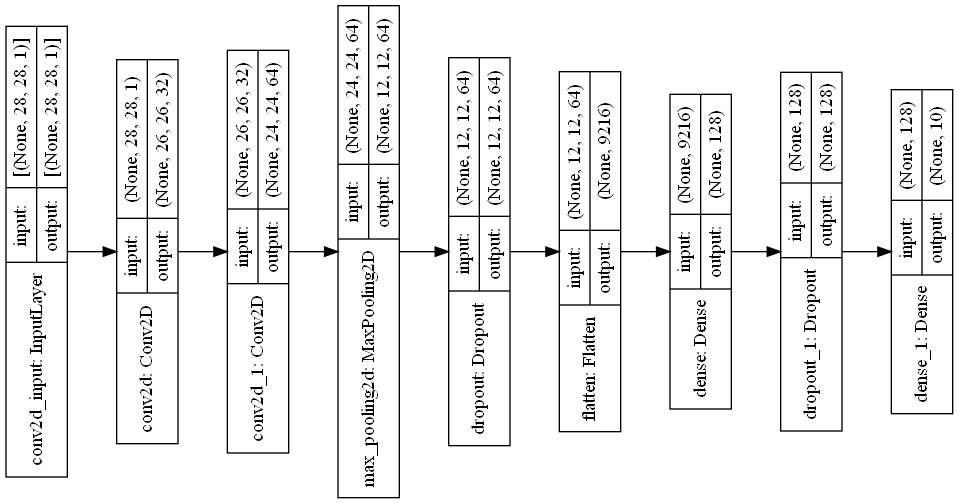 conv2d_input: InputLayer
input:
[(None, 28, 28, 1)]
output:
[(None, 28, 28, 1)]
conv2d: Conv2D
input:
(None, 28, 28, 1)
output:
(None, 26, 26, 32)
conv2d_1: Conv2D
input:
(None, 26, 26, 32)
output:
(None, 24, 24, 64)
max_pooling2d: MaxPooling2D
input:
(None, 24, 24, 64)
output:
(None, 12, 12, 64)
dropout: Dropout
input:
(None, 12, 12, 64)
output:
(None, 12, 12, 64)
flatten: Flatten
input:
(None, 12, 12, 64)
output:
(None, 9216)
dense: Dense
input:
(None, 9216)
output:
(None, 128)
dropout_1: Dropout
input:
(None, 128)
output:
(None, 128)
dense_1: Dense
input:
(None, 128)
output:
(None, 10)